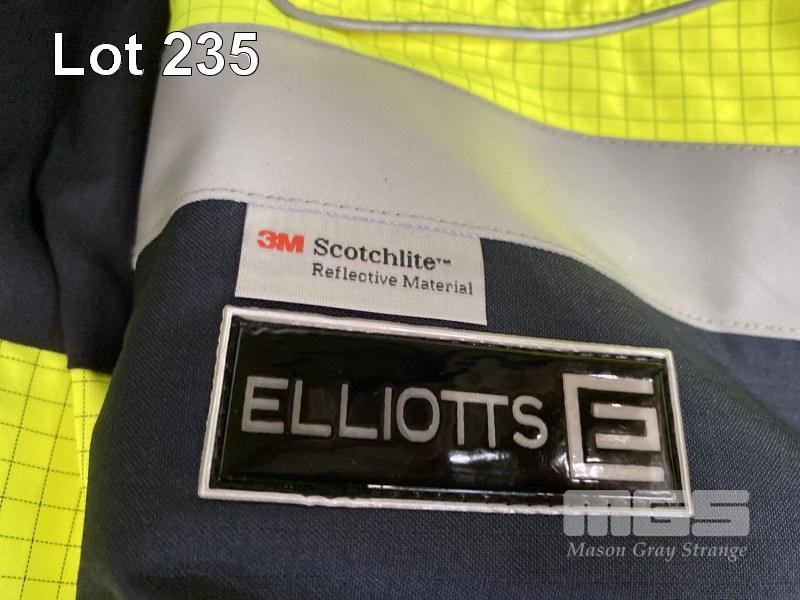 Lot 235
3M Scotchlite™
Reflective Material
ELLIOTTS E
MGS
Mason Gray Strange